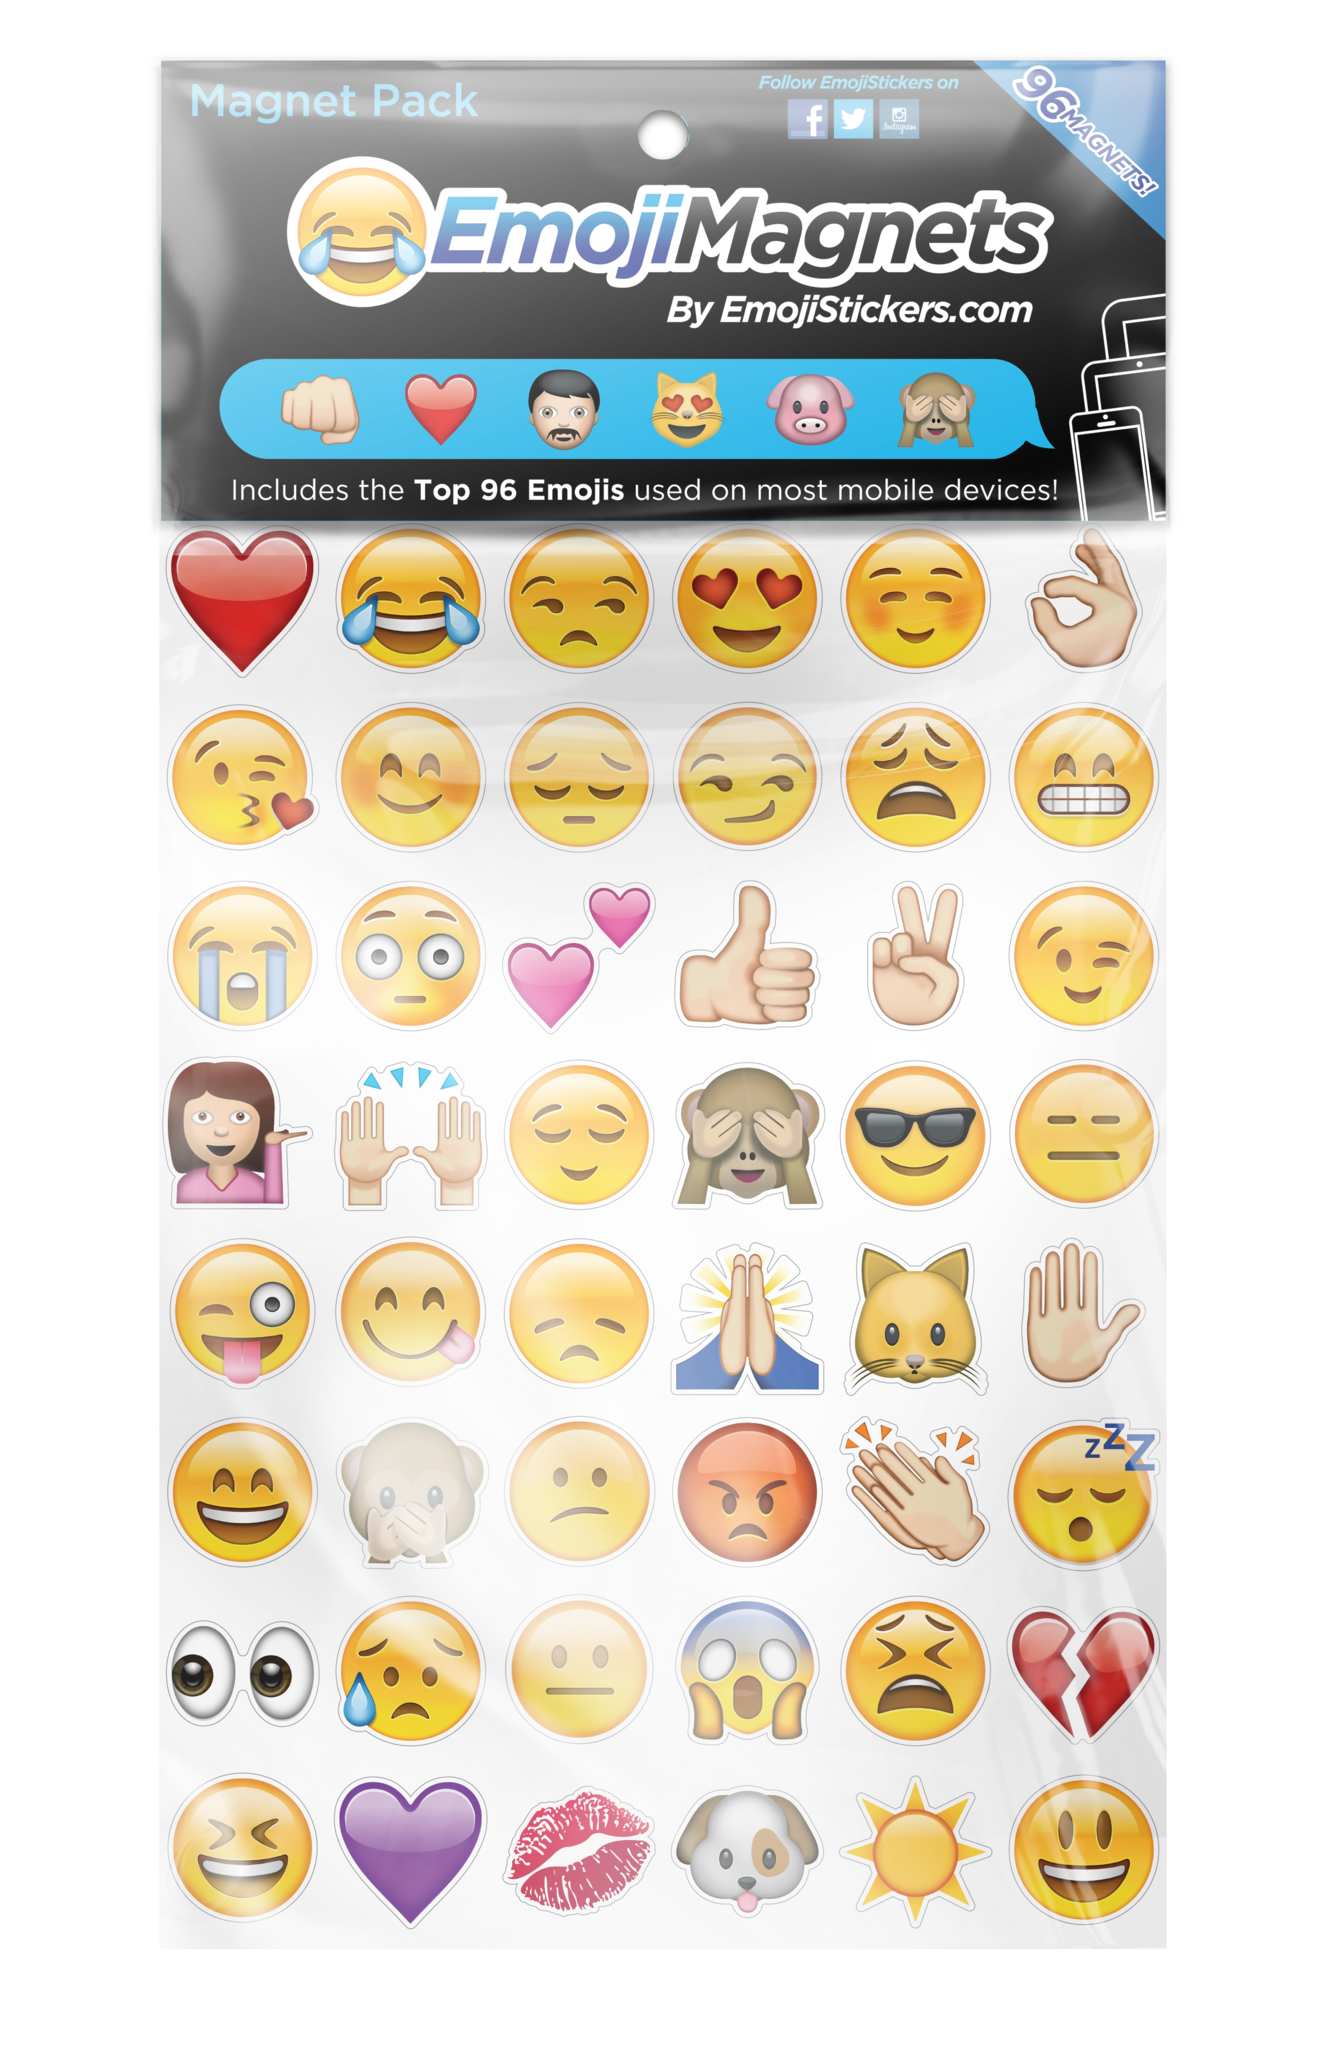 Magnet Pack
Follow EmojiStickers on
f
Instagram
96 MAGNETS!
EmojiMagnets
By EmojiStickers.com
Includes the Top 96 Emojis used on most mobile devices!
zZZ